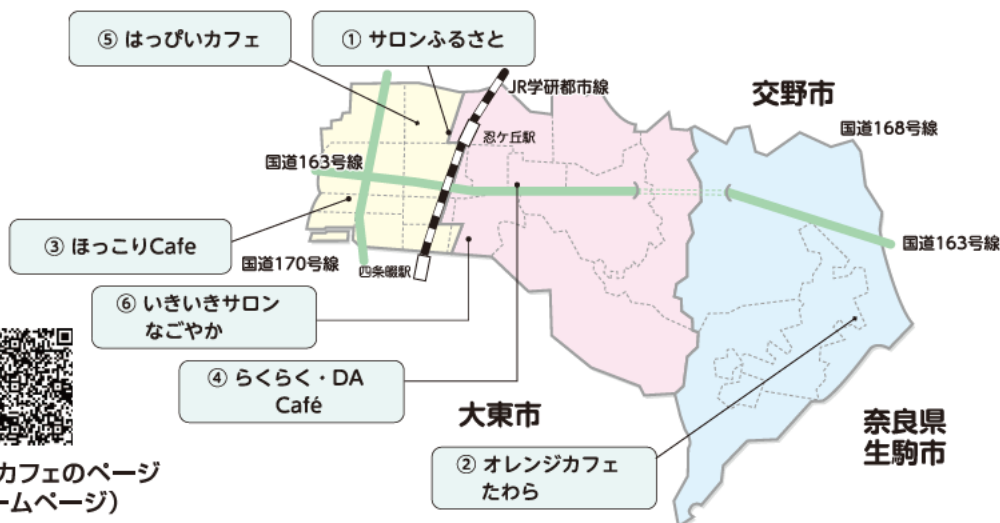 ⑤ はっぴいカフェ
① サロンふるさと
JR学研都市線
交野市
国道168号線
忍ケ丘駅
国道163号線
③ ほっこりCafe
国道170号線
四条畷駅
国道163号線
⑥ いきいきサロン
なごやか
④ らくらく・DA
Café
大東市
奈良県
生駒市
② オレンジカフェ
たわら
カフェのページ
ームページ）